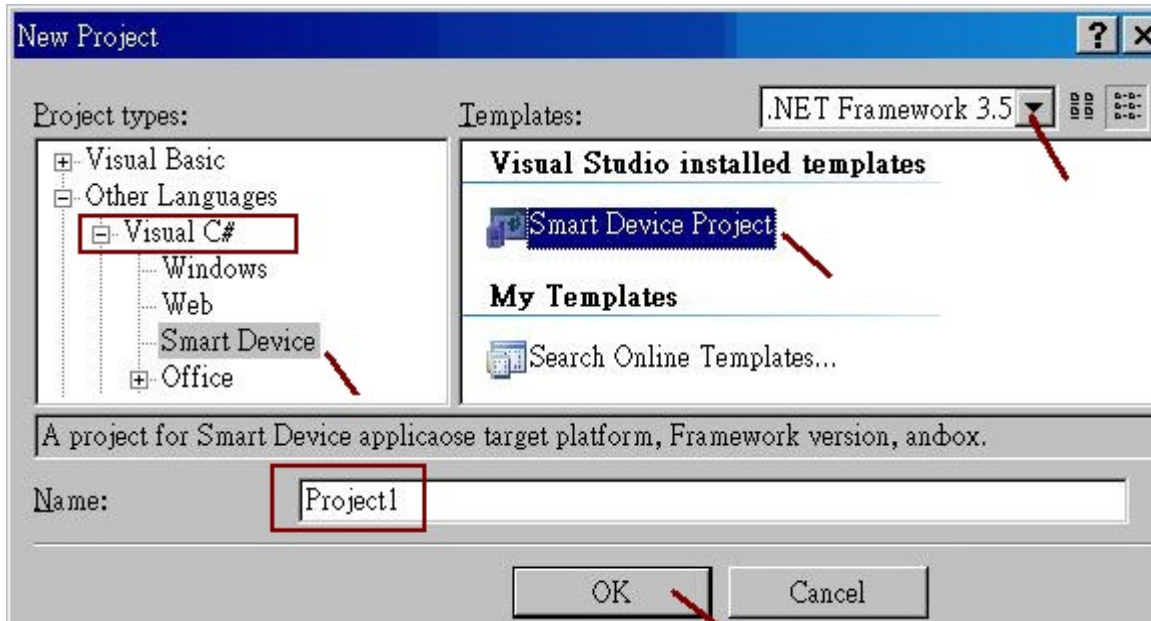 New Project
Project types:
Templates:
.NET Framework 3.5
Visual Basic
Other Languages
Visual C#
Windows
Web
Smart Device
Office
Visual Studio installed templates
Smart Device Project
My Templates
Search Online Templates...
A project for Smart Device applicaose target platform, Framework version, andbox.
Name:
Project1
OK
Cancel